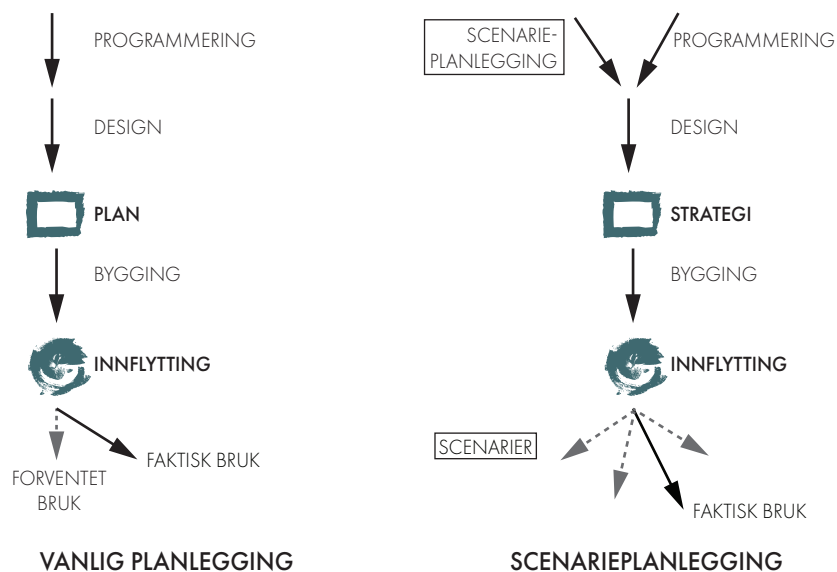 PROGRAMMERING
DESIGN
PLAN
BYGGING
INNFLYTTING
FAKTISK BRUK
FORVENTET
BRUK
VANLIG PLANLEGGING
SCENARIE-
PLANLEGGING
PROGRAMMERING
DESIGN
STRATEGI
BYGGING
INNFLYTTING
SCENARIER
FAKTISK BRUK
SCENARIEPLANLEGGING